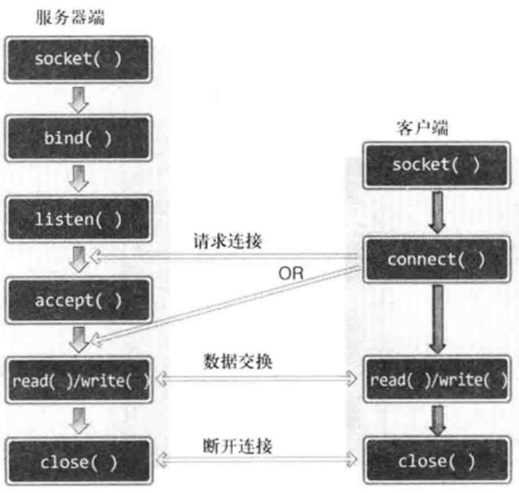 服务器端
socket( )
bind( )
listen( )
accept( )
read( )/write( )
close( )
客户端
socket( )
connect( )
read( )/write( )
close( )
请求连接
OR
数据交换
断开连接